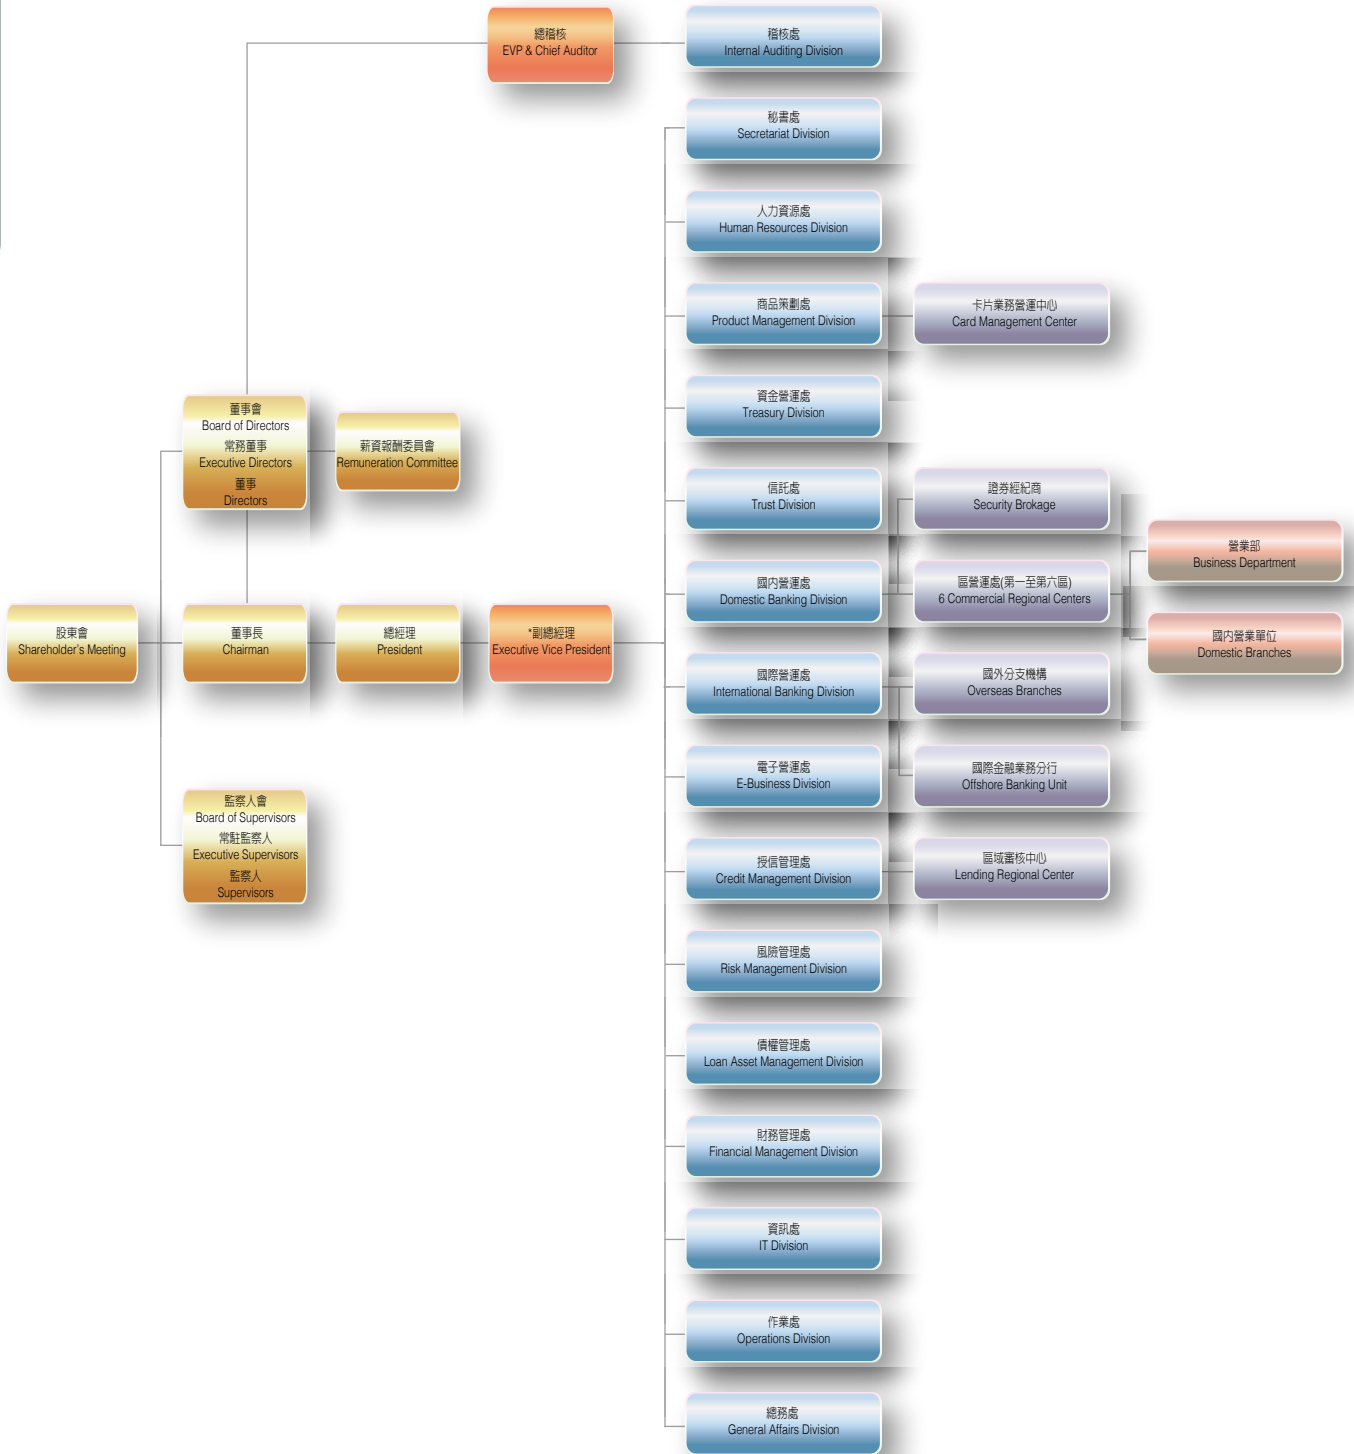 總稽核
EVP & Chief Auditor
稽核處
Internal Auditing Division
秘書處
Secretariat Division
人力資源處
Human Resources Division
商品策劃處
Product Management Division
卡片業務營運中心
Card Management Center
資金營運處
Treasury Division
董事會
Board of Directors
常務董事
Executive Directors
董事
Directors
薪資報酬委員會
Remuneration Committee
信託處
Trust Division
證券經紀商
Security Brokage
國內營運處
Domestic Banking Division
區營運處(第一至第六區)
6 Commercial Regional Centers
營業部
Business Department
國內營業單位
Domestic Branches
股東會
Shareholder's Meeting
董事長
Chairman
總經理
President
*副總經理
Executive Vice President
國際營運處
International Banking Division
國外分支機構
Overseas Branches
電子營運處
E-Business Division
國際金融業務分行
Offshore Banking Unit
監察人會
Board of Supervisors
常駐監察人
Executive Supervisors
監察人
Supervisors
授信管理處
Credit Management Division
區域審核中心
Lending Regional Center
風險管理處
Risk Management Division
債權管理處
Loan Asset Management Division
財務管理處
Financial Management Division
資訊處
IT Division
作業處
Operations Division
總務處
General Affairs Division